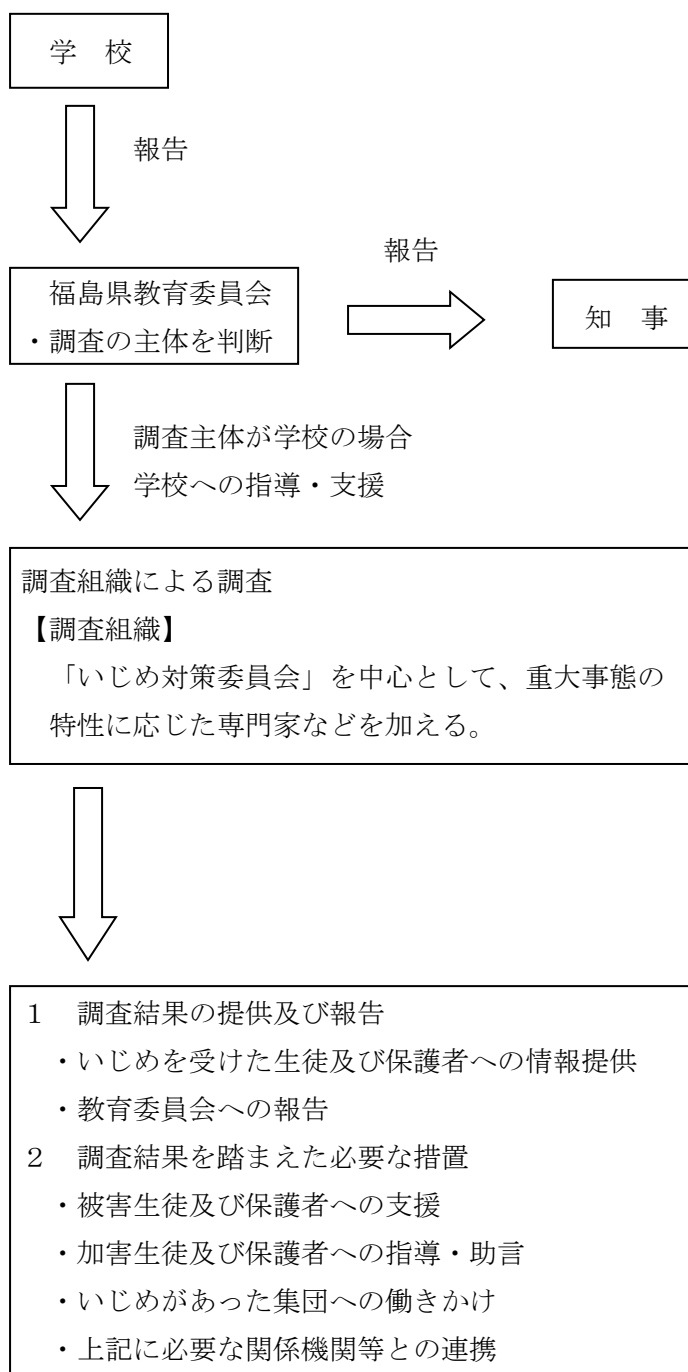 学　校
報告
報告
福島県教育委員会
・調査の主体を判断
知　事
調査主体が学校の場合
学校への指導・支援
調査組織による調査
【調査組織】
「いじめ対策委員会」を中心として、重大事態の
特性に応じた専門家などを加える。
１　調査結果の提供及び報告
・いじめを受けた生徒及び保護者への情報提供
・教育委員会への報告
２　調査結果を踏まえた必要な措置
・被害生徒及び保護者への支援
・加害生徒及び保護者への指導・助言
・いじめがあった集団への働きかけ
・上記に必要な関係機関等との連携